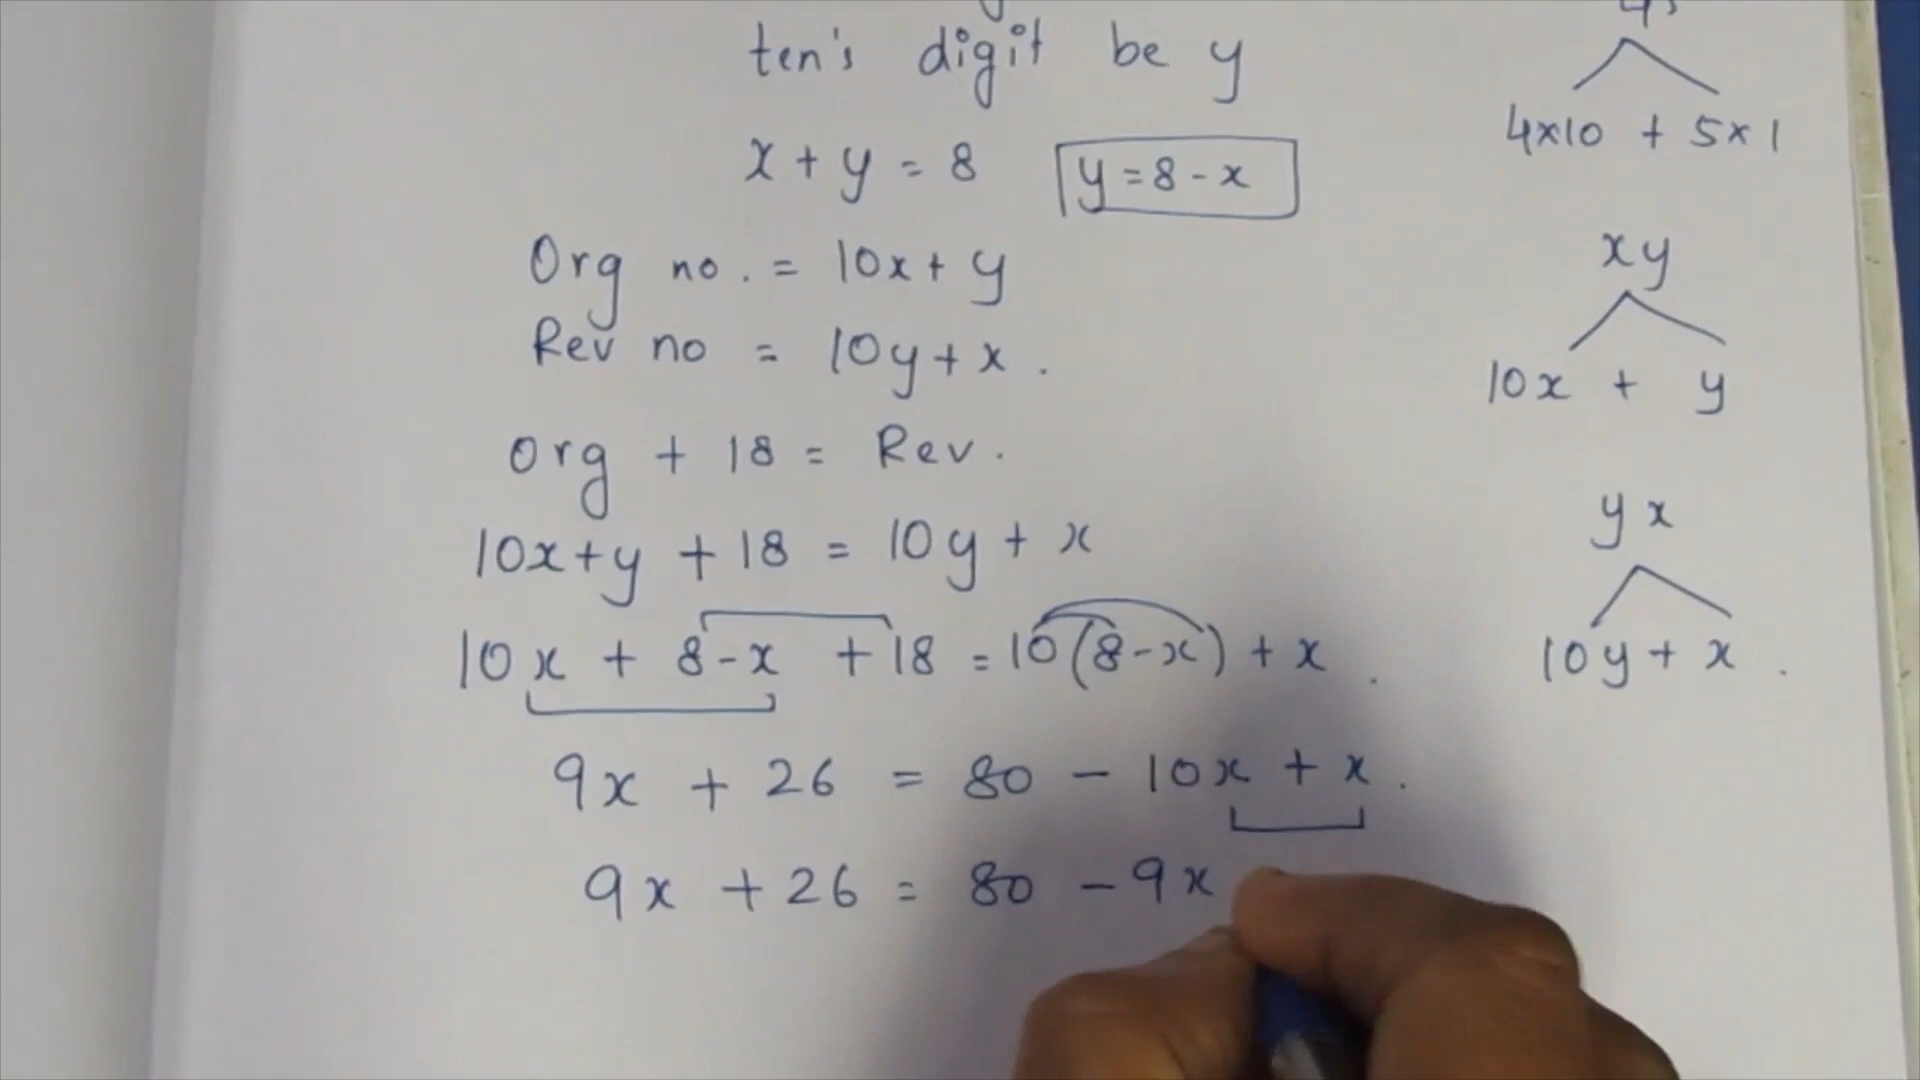 ten's digit be y
x + y = 8 y = 8 - x
Org no. = 10x + y
Rev no = 10y + x.
Org + 18 = Rev.
10x + y + 18 = 10y + x
10x + 8 - x + 18 = 10(8 - x) + x.
9x + 26 = 80 - 10x + x.
9x + 26 = 80 - 9x
4x10 + 5x1
xy
10x + y
yx
10y + x.